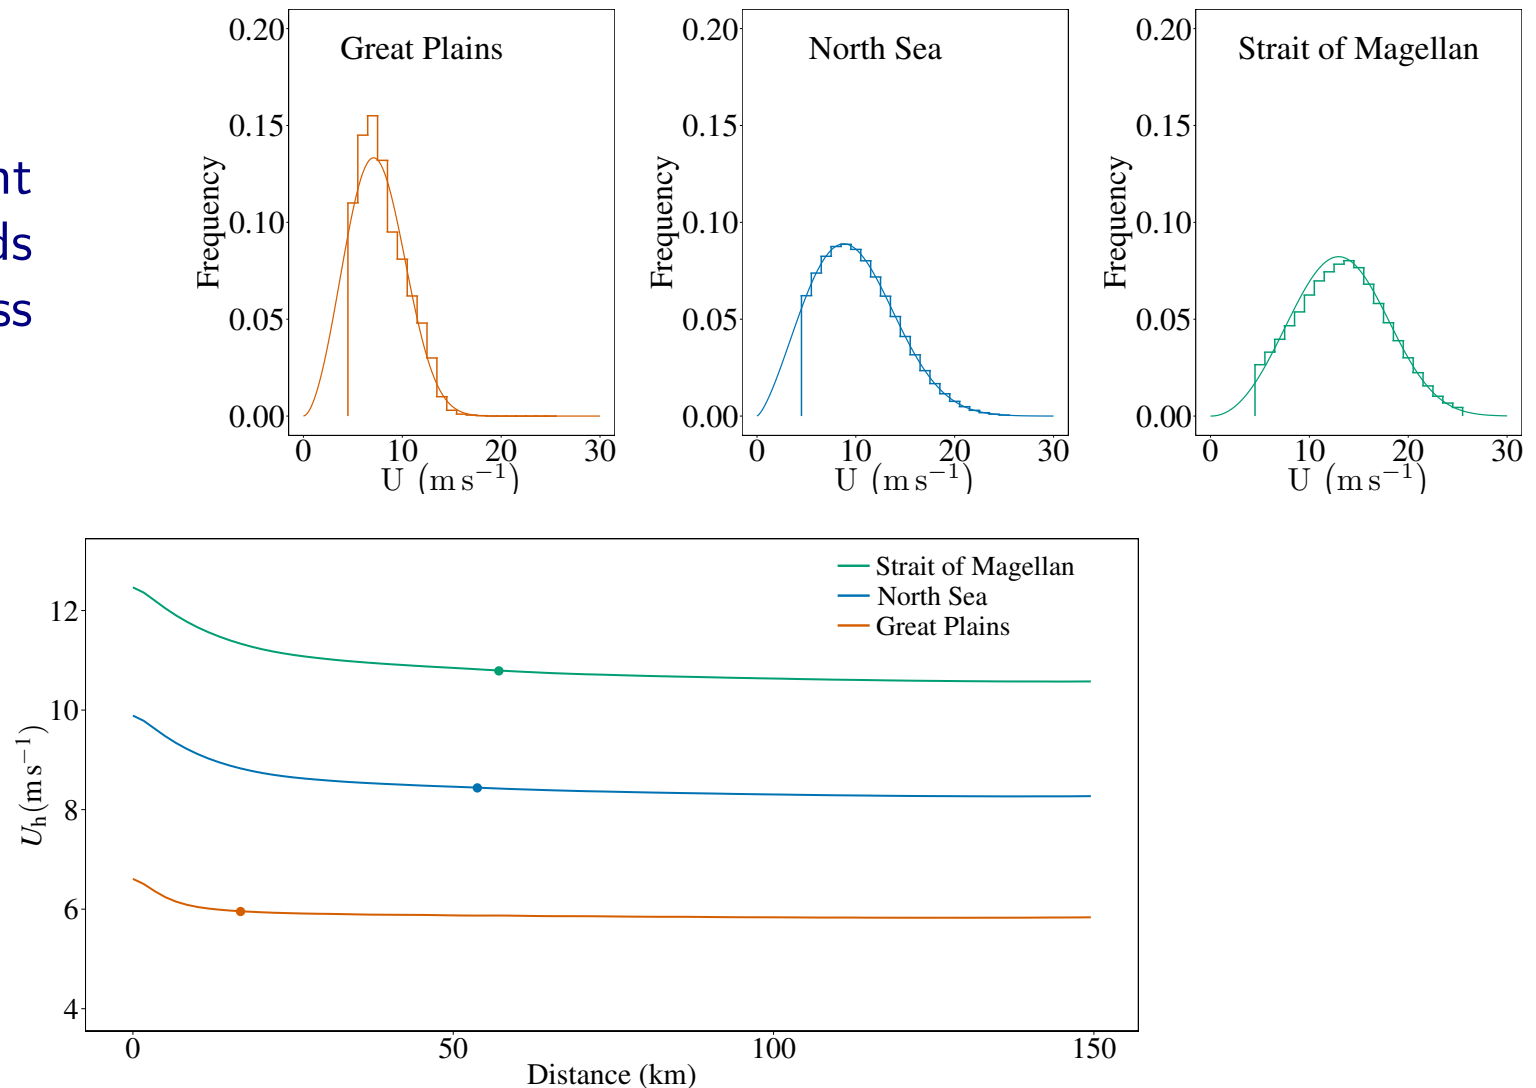 nt
ds
ss
Great Plains
North Sea
Strait of Magellan
0.20
0.15
0.10
0.05
0.00
Frequency
0 10 20 30
U (m s⁻¹)
0.20
0.15
0.10
0.05
0.00
Frequency
0 10 20 30
U (m s⁻¹)
0.20
0.15
0.10
0.05
0.00
Frequency
0 10 20 30
U (m s⁻¹)
Strait of Magellan
North Sea
Great Plains
12
10
8
6
4
Uₕ(m s⁻¹)
0 50 100 150
Distance (km)